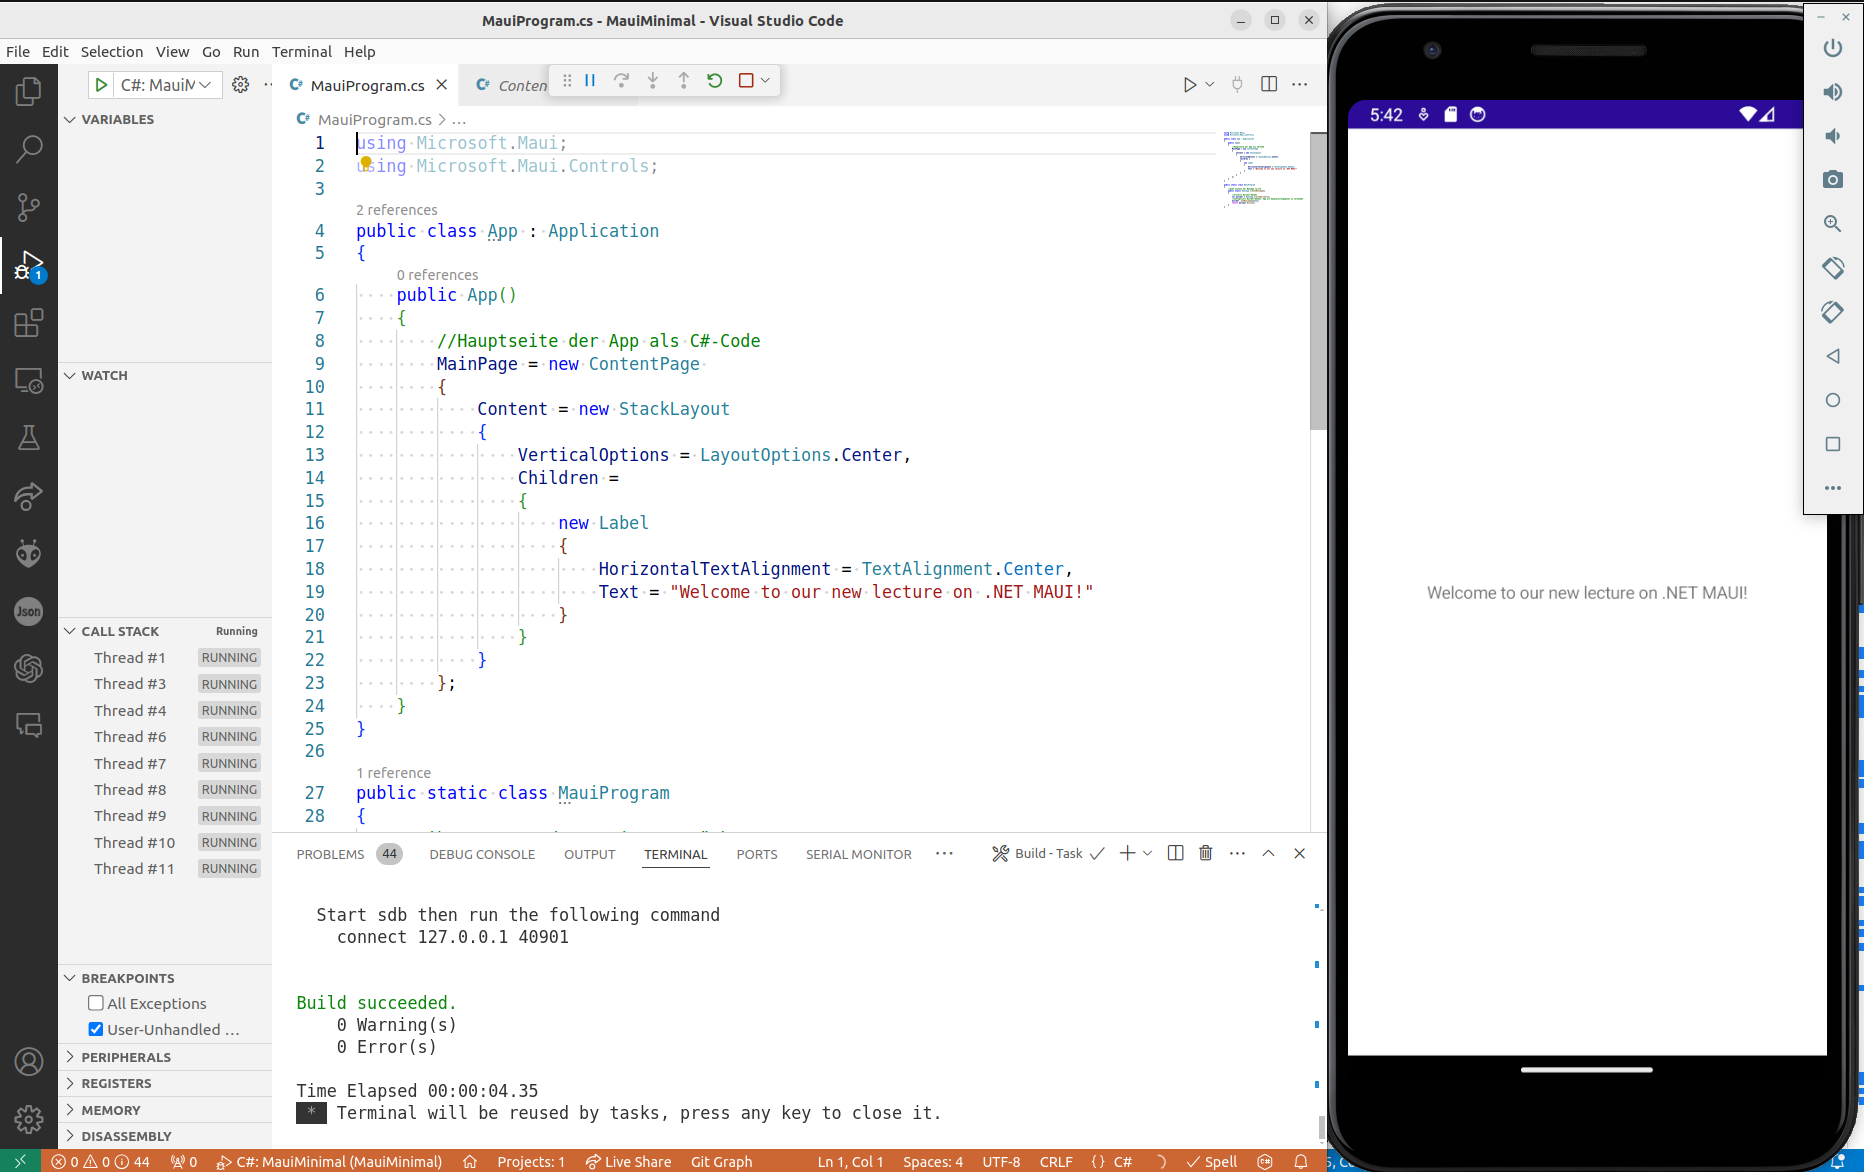 MauiProgram.cs - MauiMinimal - Visual Studio Code
File Edit Selection View Go Run Terminal Help
C#: MauiM
MauiProgram.cs
Conten
VARIABLES
MauiProgram.cs > ...
1 using Microsoft.Maui;
2 using Microsoft.Maui.Controls;
3
2 references
4 public class App : Application
5 {
0 references
6 public App()
7 {
8 //Hauptseite der App als C#-Code
9 MainPage = new ContentPage
10 {
11 Content = new StackLayout
12 {
13 VerticalOptions = LayoutOptions.Center,
14 Children =
15 {
16 new Label
17 {
18 HorizontalTextAlignment = TextAlignment.Center,
19 Text = "Welcome to our new lecture on .NET MAUI!"
20 }
21 }
22 }
23 };
24 }
25 }
26
1 reference
27 public static class MauiProgram
28 {
WATCH
CALL STACK Running
Thread #1 RUNNING
Thread #3 RUNNING
Thread #4 RUNNING
Thread #6 RUNNING
Thread #7 RUNNING
Thread #8 RUNNING
Thread #9 RUNNING
Thread #10 RUNNING
Thread #11 RUNNING
BREAKPOINTS
All Exceptions
User-Unhandled ...
PERIPHERALS
REGISTERS
MEMORY
DISASSEMBLY
1
Json
PROBLEMS 44 DEBUG CONSOLE OUTPUT TERMINAL PORTS SERIAL MONITOR ... Build - Task
Start sdb then run the following command
connect 127.0.0.1 40901
Build succeeded.
0 Warning(s)
0 Error(s)
Time Elapsed 00:00:04.35
* Terminal will be reused by tasks, press any key to close it.
0 0 44 0 C#: MauiMinimal (MauiMinimal) Projects: 1 Live Share Git Graph Ln 1, Col 1 Spaces: 4 UTF-8 CRLF {} C# Spell
5:42
Welcome to our new lecture on .NET MAUI!